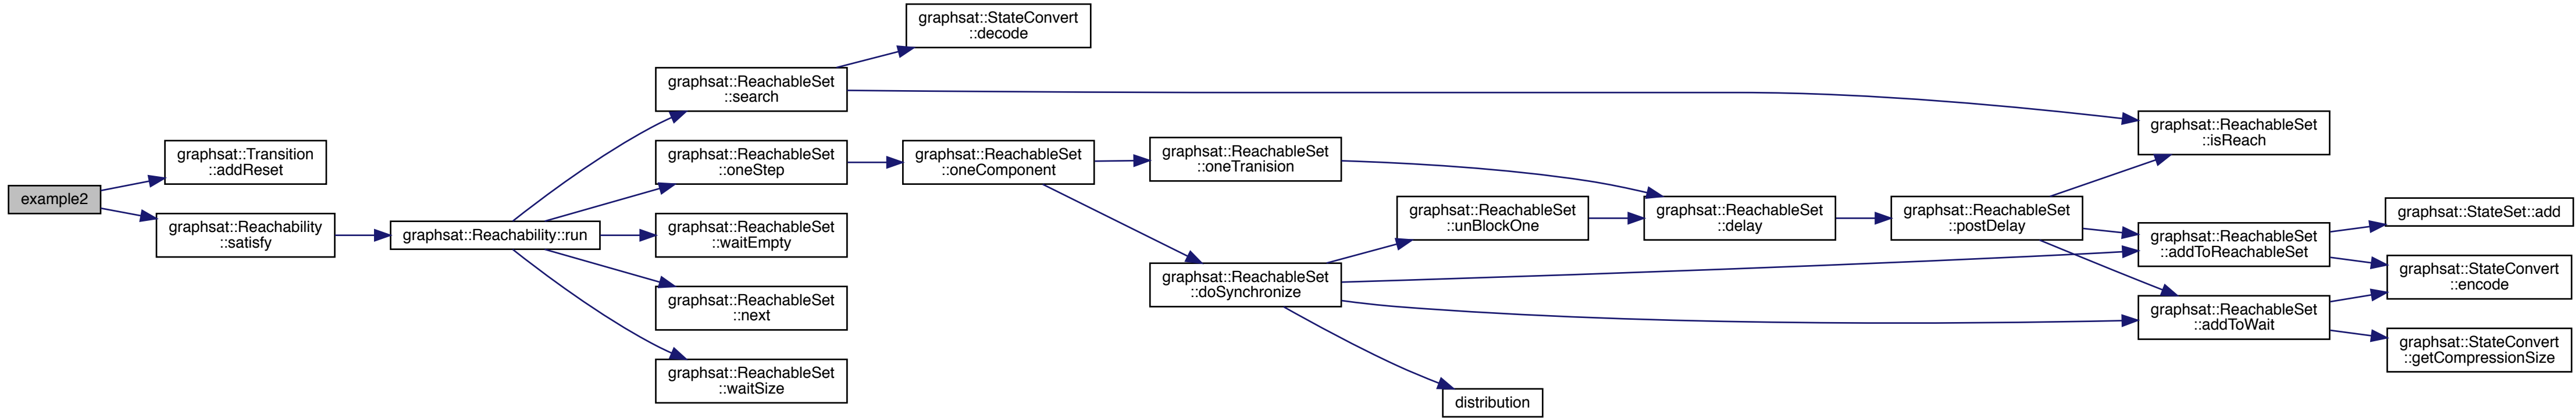 example2
graphsat::Transition
::addReset
graphsat::Reachability
::satisfy
graphsat::Reachability::run
graphsat::ReachableSet
::search
graphsat::ReachableSet
::oneStep
graphsat::ReachableSet
::waitEmpty
graphsat::ReachableSet
::next
graphsat::ReachableSet
::waitSize
graphsat::StateConvert
::decode
graphsat::ReachableSet
::oneComponent
graphsat::ReachableSet
::oneTranision
graphsat::ReachableSet
::doSynchronize
graphsat::ReachableSet
::unBlockOne
distribution
graphsat::ReachableSet
::delay
graphsat::ReachableSet
::postDelay
graphsat::ReachableSet
::isReach
graphsat::ReachableSet
::addToReachableSet
graphsat::ReachableSet
::addToWait
graphsat::StateSet::add
graphsat::StateConvert
::encode
graphsat::StateConvert
::getCompressionSize